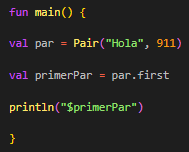 fun main() {
val par = Pair("Hola", 911)
val primerPar = par.first
println("$primerPar")
}